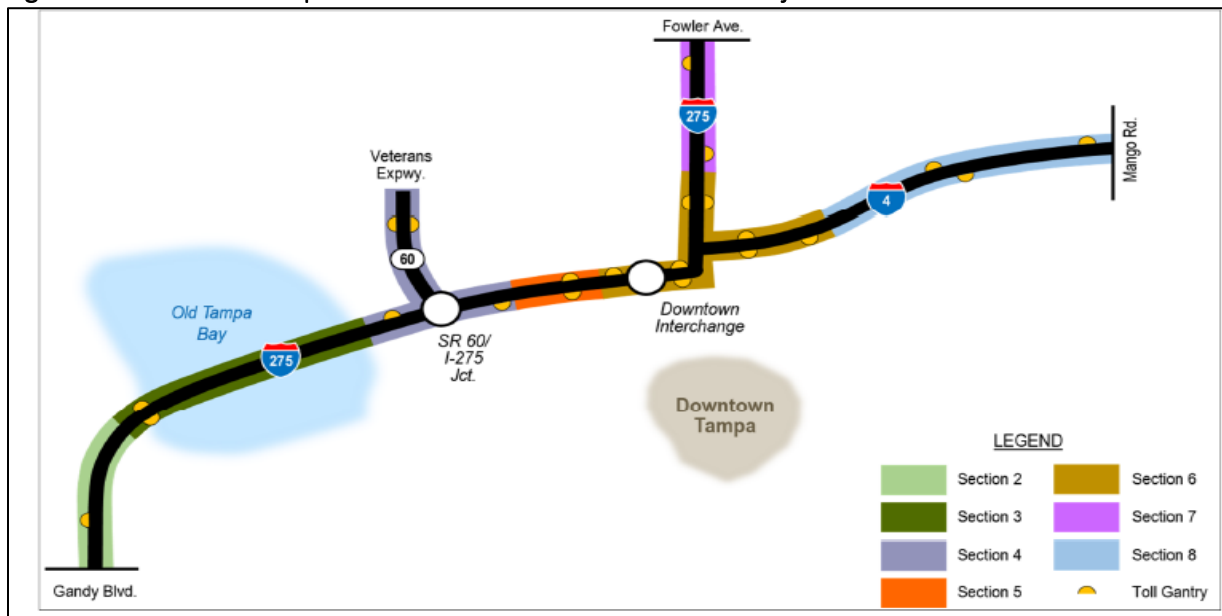 Fowler Ave.
275
Mango Rd.
Veterans
Expwy.
4
60
Old Tampa
Bay
Downtown
Interchange
SR 60/
I-275
Jct.
275
Downtown
Tampa
LEGEND
Section 2
Section 6
Section 3
Section 7
Section 4
Section 8
Section 5
Toll Gantry
Gandy Blvd.